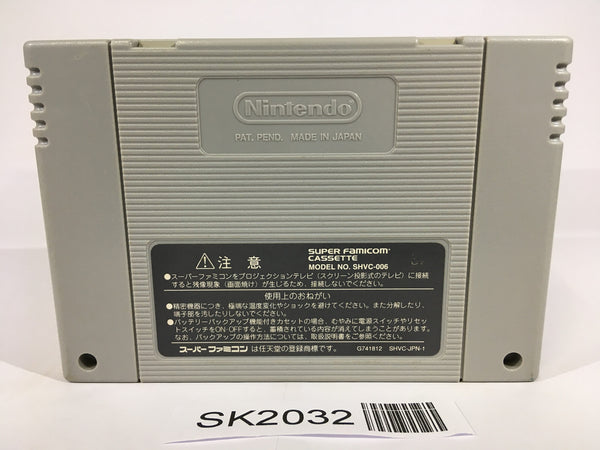 Nintendo
PAT. PEND. MADE IN JAPAN
⚠注意
SUPER FAMICOM
CASSETTE
MODEL NO. SHVC-006
●スーパーファミコンをプロジェクションテレビ(スクリーン投影式のテレビ)に接続
すると残像現象(画面焼け)が生じるため、接続しないでください。
使用上のおねがい
●精密機器につき、極端な温度変化やショックを避けてください。また分解したり、
端子部を汚したりしないでください。
●バッテリーバックアップ機能付きカセットの場合、むやみに電源スイッチやリセッ
トスイッチをON・OFFすると、蓄積されている内容が消えてしまうことがあります。
なお、バックアップの操作方法については、取扱説明書をご参照ください。
スーパーファミコン は任天堂の登録商標です。 G741812 SHVC-JPN-1
SK2032